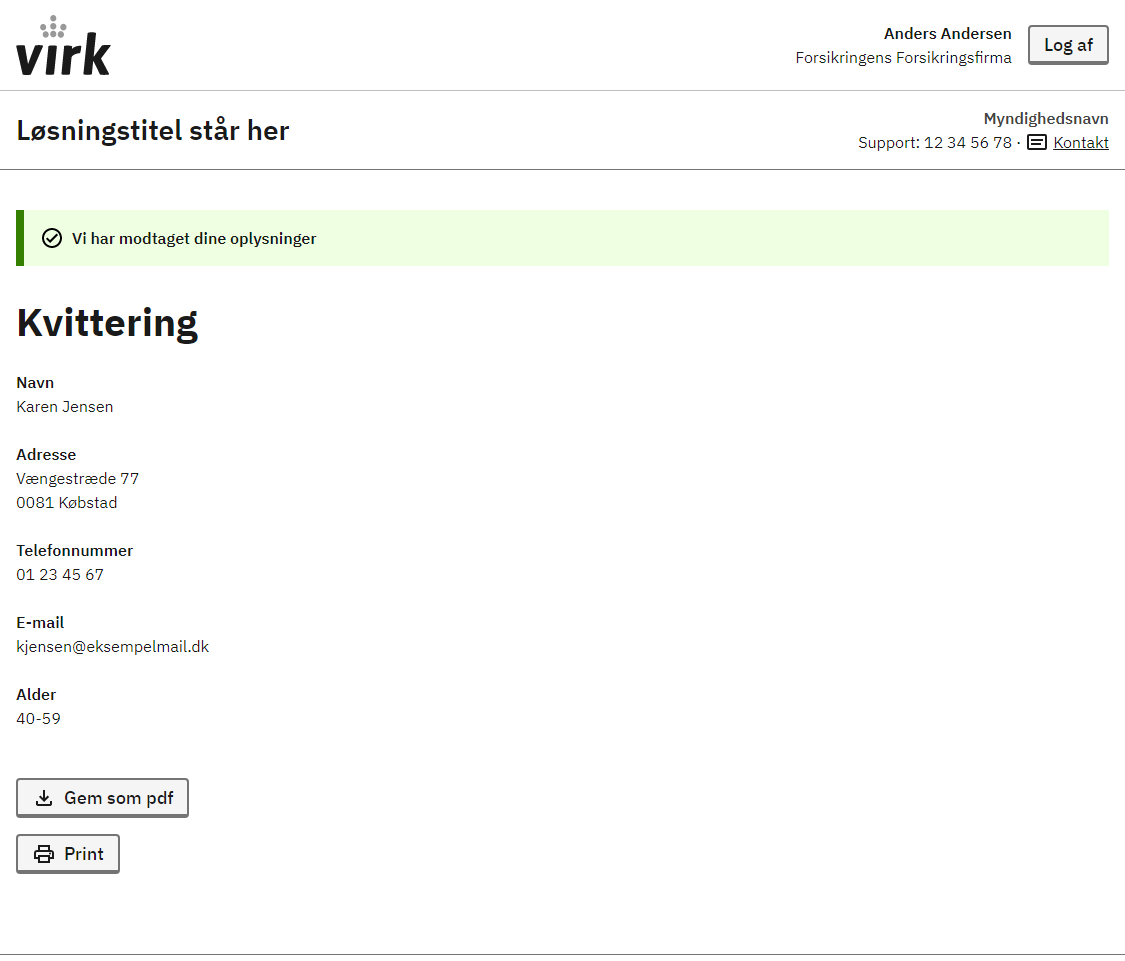 virk
Anders Andersen
Forsikringens Forsikringsfirma
Log af
Løsningstitel står her
Myndighedsnavn
Support: 12 34 56 78 · Kontakt
Vi har modtaget dine oplysninger
Kvittering
Navn
Karen Jensen
Adresse
Vængestræde 77
0081 Købstad
Telefonnummer
01 23 45 67
E-mail
kjensen@eksempelmail.dk
Alder
40-59
Gem som pdf
Print